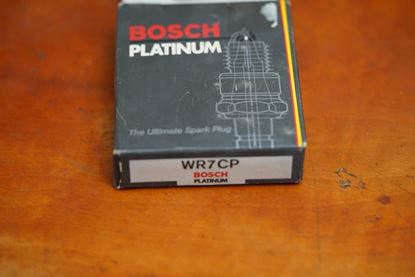 BOSCH
PLATINUM
The Ultimate Spark Plug
WR7CP
BOSCH
PLATINUM